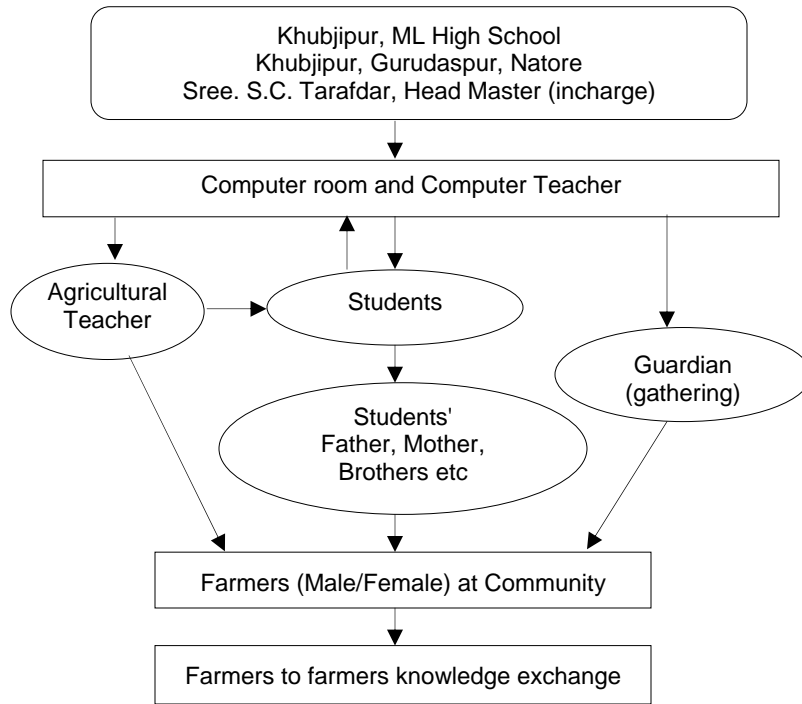 Khubjipur, ML High School
Khubjipur, Gurudaspur, Natore
Sree. S.C. Tarafdar, Head Master (incharge)
Computer room and Computer Teacher
Agricultural
Teacher
Students
Guardian
(gathering)
Students'
Father, Mother,
Brothers etc
Farmers (Male/Female) at Community
Farmers to farmers knowledge exchange